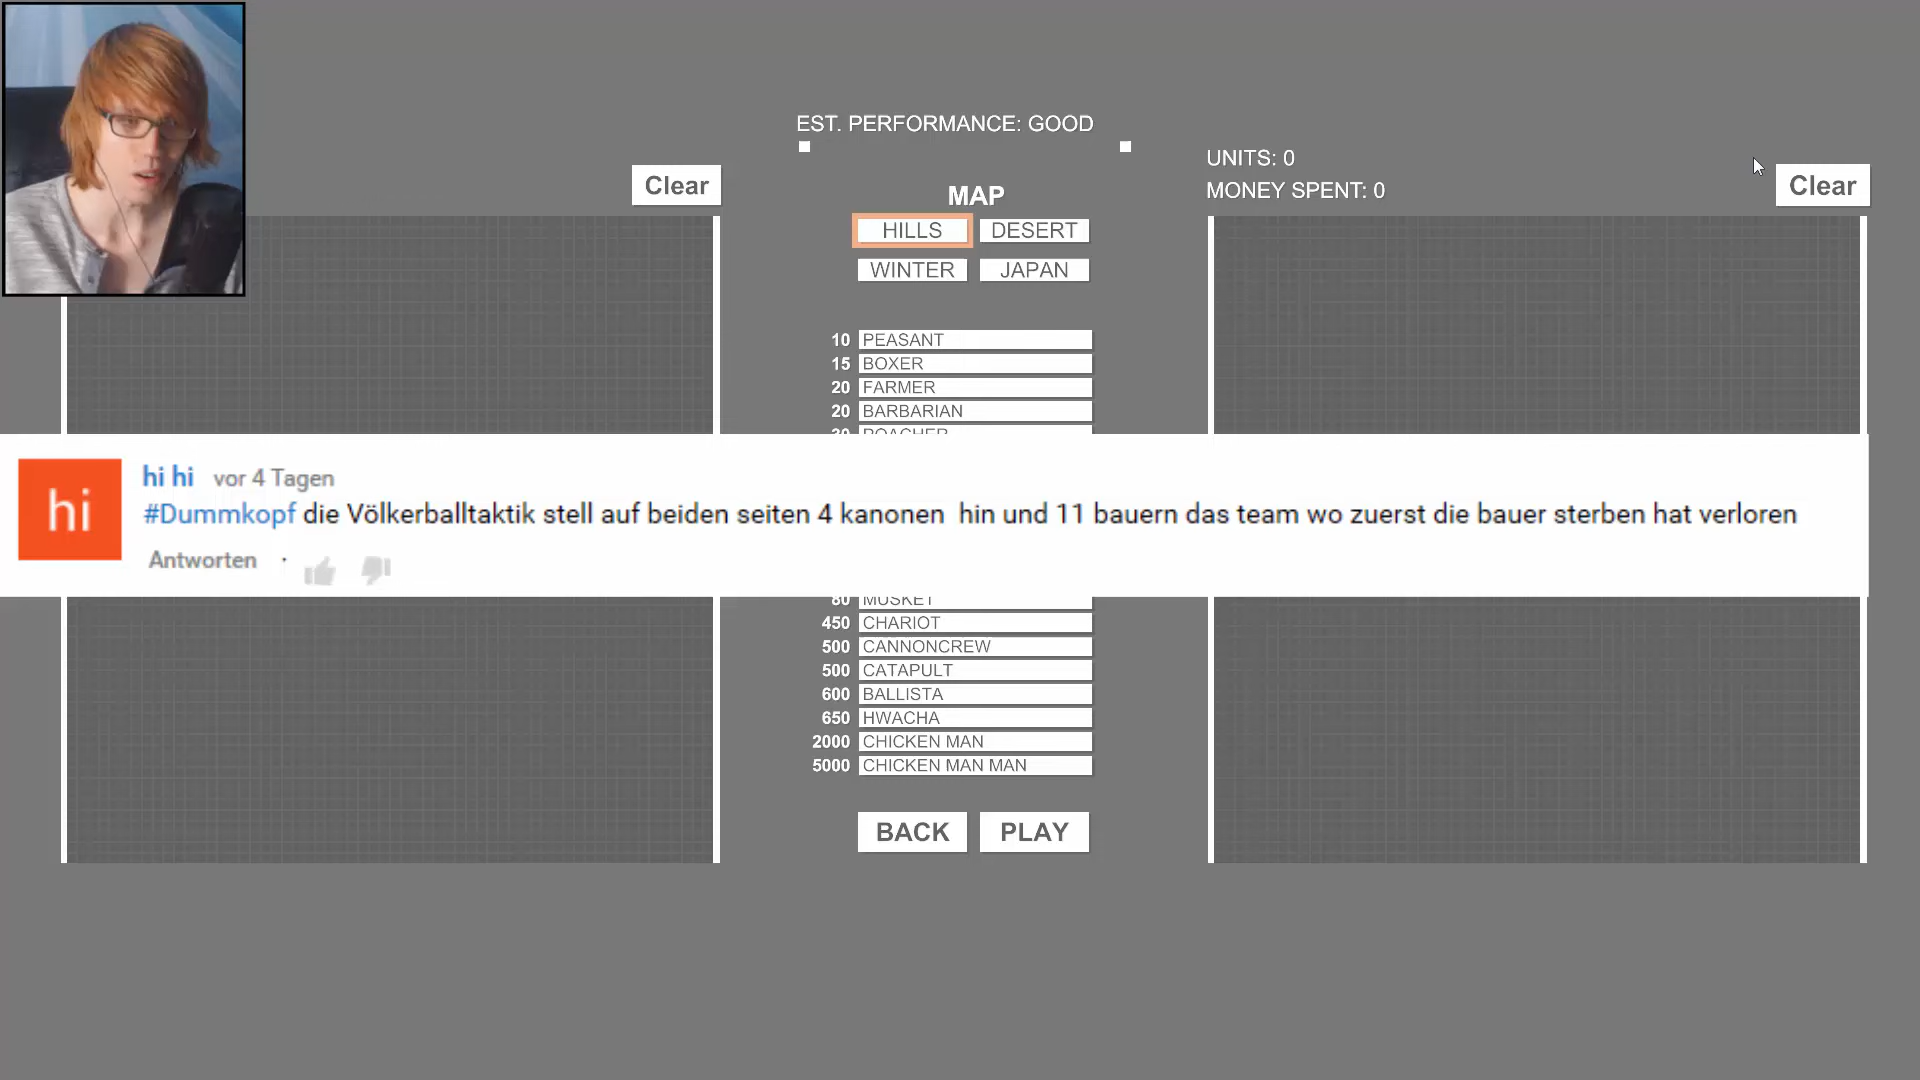 EST. PERFORMANCE: GOOD
UNITS: 0
MONEY SPENT: 0
Clear
Clear
MAP
HILLS DESERT
WINTER JAPAN
10 PEASANT
15 BOXER
20 FARMER
20 BARBARIAN
hi
hi hi vor 4 Tagen
#Dummkopf die Völkerballtaktik stell auf beiden seiten 4 kanonen hin und 11 bauern das team wo zuerst die bauer sterben hat verloren
Antworten ·
80 MUSKET
450 CHARIOT
500 CANNONCREW
500 CATAPULT
600 BALLISTA
650 HWACHA
2000 CHICKEN MAN
5000 CHICKEN MAN MAN
BACK PLAY